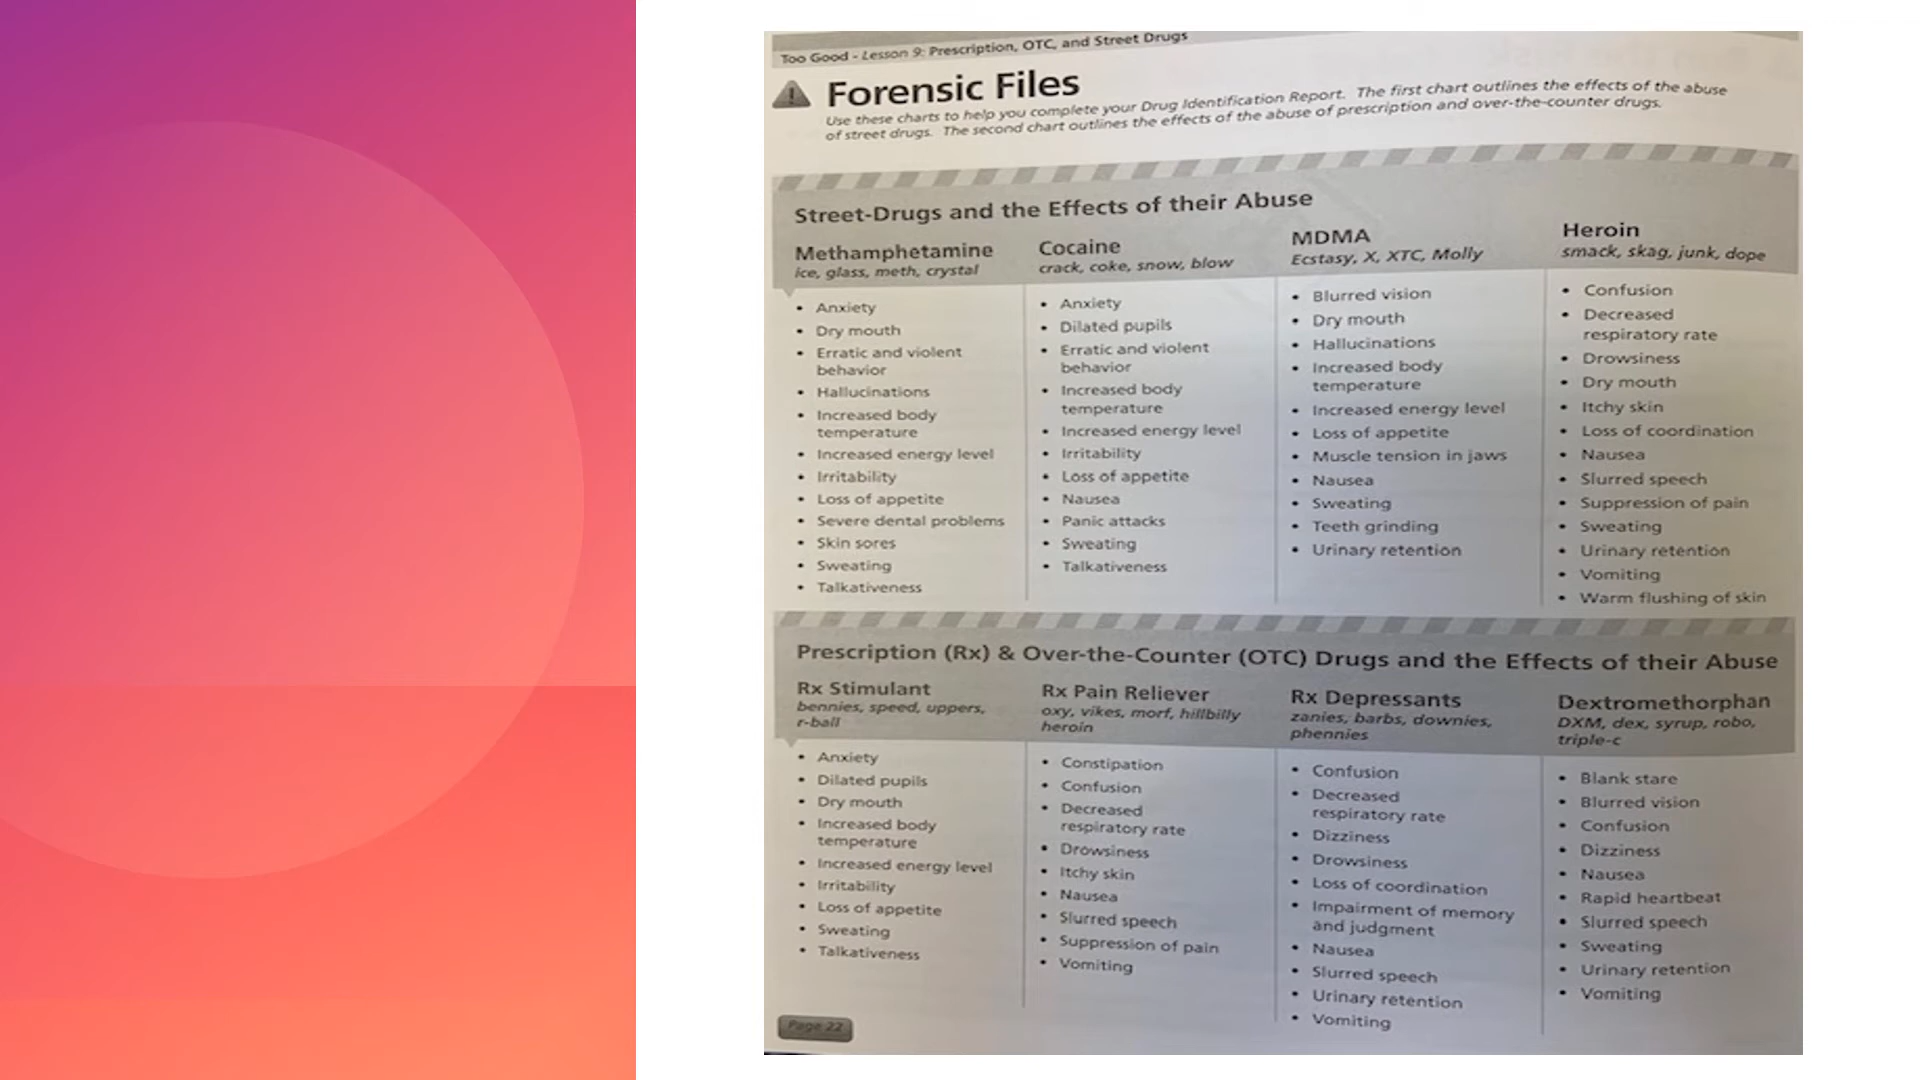 Too Good - Lesson 9: Prescription, OTC, and Street Drugs
Forensic Files
Use these charts to help you complete your Drug Identification Report. The first chart outlines the effects of the abuse
of street drugs. The second chart outlines the effects of the abuse of prescription and over-the-counter drugs.
Street-Drugs and the Effects of their Abuse
Methamphetamine
ice, glass, meth, crystal
• Anxiety
• Dry mouth
• Erratic and violent
behavior
• Hallucinations
• Increased body
temperature
• Increased energy level
• Irritability
• Loss of appetite
• Severe dental problems
• Skin sores
• Sweating
• Talkativeness
Cocaine
crack, coke, snow, blow
• Anxiety
• Dilated pupils
• Erratic and violent
behavior
• Increased body
temperature
• Increased energy level
• Irritability
• Loss of appetite
• Nausea
• Panic attacks
• Sweating
• Talkativeness
MDMA
Ecstasy, X, XTC, Molly
• Blurred vision
• Dry mouth
• Hallucinations
• Increased body
temperature
• Increased energy level
• Loss of appetite
• Muscle tension in jaws
• Nausea
• Sweating
• Teeth grinding
• Urinary retention
Heroin
smack, skag, junk, dope
• Confusion
• Decreased
respiratory rate
• Drowsiness
• Dry mouth
• Itchy skin
• Loss of coordination
• Nausea
• Slurred speech
• Suppression of pain
• Sweating
• Urinary retention
• Vomiting
• Warm flushing of skin
Prescription (Rx) & Over-the-Counter (OTC) Drugs and the Effects of their Abuse
Rx Stimulant
bennies, speed, uppers,
r-ball
• Anxiety
• Dilated pupils
• Dry mouth
• Increased body
temperature
• Increased energy level
• Irritability
• Loss of appetite
• Sweating
• Talkativeness
Rx Pain Reliever
oxy, vikes, morf, hillbilly
heroin
• Constipation
• Confusion
• Decreased
respiratory rate
• Drowsiness
• Itchy skin
• Nausea
• Slurred speech
• Suppression of pain
• Vomiting
Rx Depressants
zanies, barbs, downies,
phennies
• Confusion
• Decreased
respiratory rate
• Dizziness
• Drowsiness
• Loss of coordination
• Impairment of memory
and judgment
• Nausea
• Slurred speech
• Urinary retention
• Vomiting
Dextromethorphan
DXM, dex, syrup, robo,
triple-c
• Blank stare
• Blurred vision
• Confusion
• Dizziness
• Nausea
• Rapid heartbeat
• Slurred speech
• Sweating
• Urinary retention
• Vomiting
Page 22